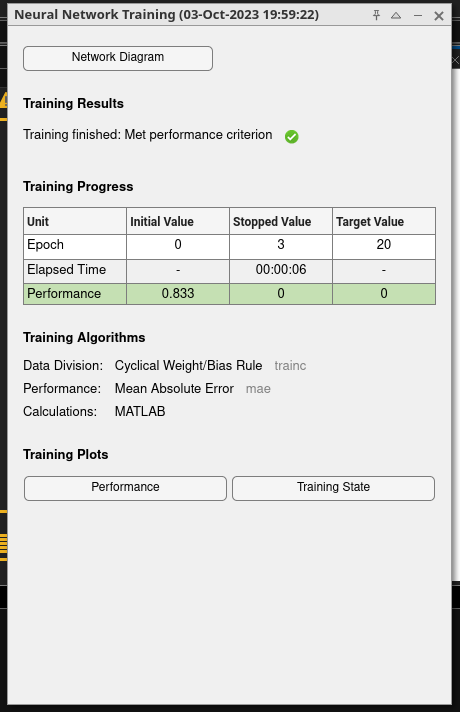 Neural Network Training (03-Oct-2023 19:59:22)
Network Diagram
Training Results
Training finished: Met performance criterion
Training Progress
Unit Initial Value Stopped Value Target Value
Epoch 0 3 20
Elapsed Time - 00:00:06 -
Performance 0.833 0 0
Training Algorithms
Data Division: Cyclical Weight/Bias Rule trainc
Performance: Mean Absolute Error mae
Calculations: MATLAB
Training Plots
Performance Training State